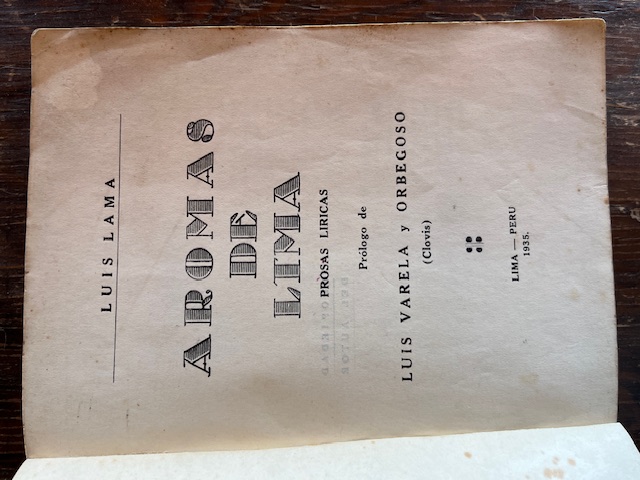 LUIS LAMA
AROMAS
DE
LIMA
PROSAS LIRICAS
Prólogo de
LUIS VARELA y ORBEGOSO
(Clovis)
LIMA — PERU
1935.